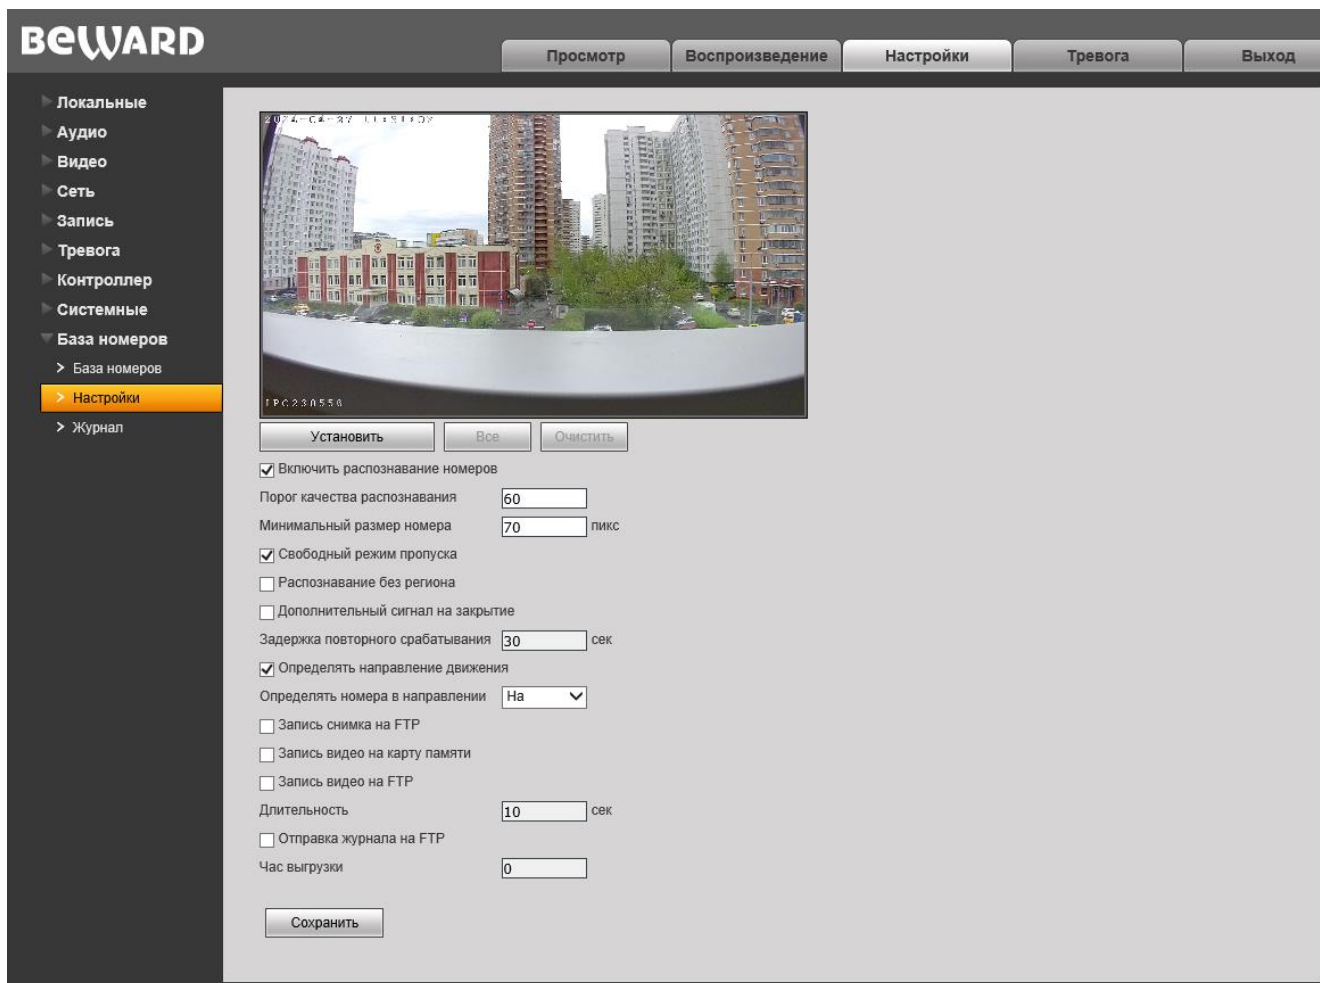 BEWARD
Просмотр
Воспроизведение
Настройки
Тревога
Выход
Локальные
Аудио
Видео
Сеть
Запись
Тревога
Контроллер
Системные
База номеров
База номеров
Настройки
Журнал
IPC230556
Установить
Все
Очистить
Включить распознавание номеров
Порог качества распознавания 60
Минимальный размер номера 70 пикс
Свободный режим пропуска
Распознавание без региона
Дополнительный сигнал на закрытие
Задержка повторного срабатывания 30 сек
Определять направление движения
Определять номера в направлении На
Запись снимка на FTP
Запись видео на карту памяти
Запись видео на FTP
Длительность 10 сек
Отправка журнала на FTP
Час выгрузки 0
Сохранить